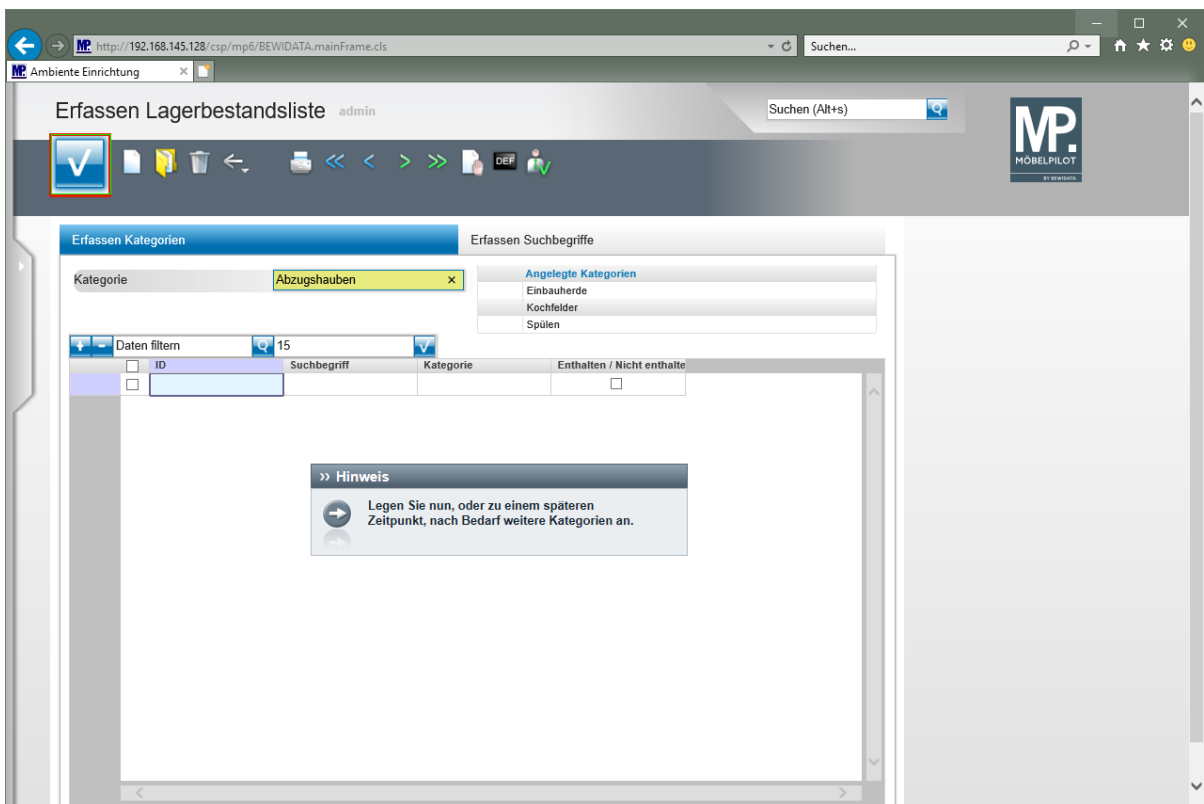 http://192.168.145.128/csp/mp6/BEWIDATA.mainFrame.cls
Suchen...
MP. Ambiente Einrichtung
Erfassen Lagerbestandsliste admin
Suchen (Alt+s)
MP.
MÖBELPILOT
BY BEWIDATA
DEF
Erfassen Kategorien
Erfassen Suchbegriffe
Kategorie
Abzugshauben
Angelegte Kategorien
Einbauherde
Kochfelder
Spülen
Daten filtern
15
ID Suchbegriff Kategorie Enthalten / Nicht enthalte
>> Hinweis
Legen Sie nun, oder zu einem späteren
Zeitpunkt, nach Bedarf weitere Kategorien an.